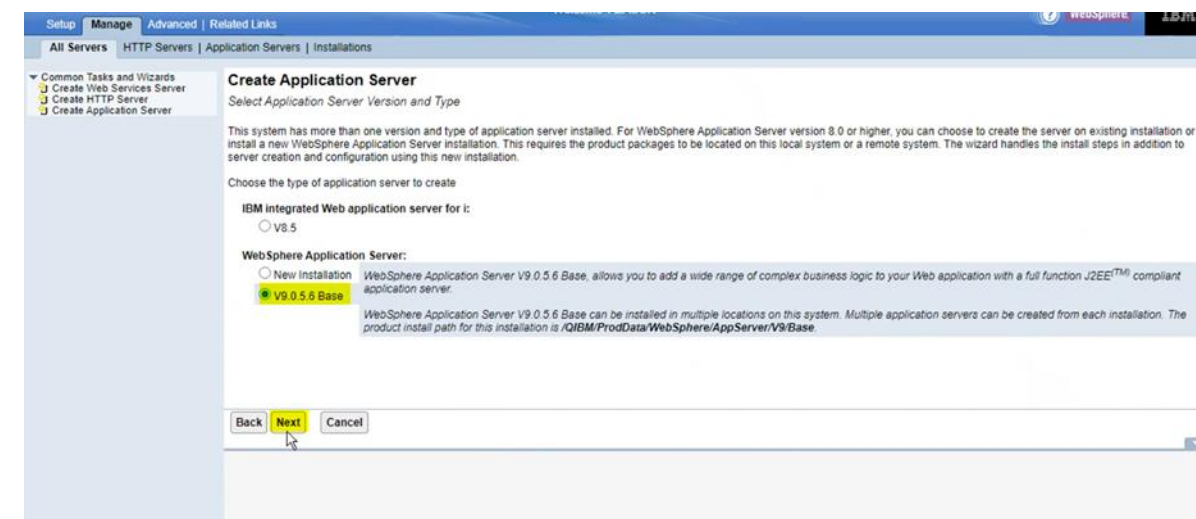 Setup Manage Advanced | Related Links
WebSphere. IBM
All Servers HTTP Servers | Application Servers | Installations
Common Tasks and Wizards
Create Web Services Server
Create HTTP Server
Create Application Server
Create Application Server
Select Application Server Version and Type
This system has more than one version and type of application server installed. For WebSphere Application Server version 8.0 or higher, you can choose to create the server on existing installation or
install a new WebSphere Application Server installation. This requires the product packages to be located on this local system or a remote system. The wizard handles the install steps in addition to
server creation and configuration using this new installation.
Choose the type of application server to create
IBM integrated Web application server for i:
V8.5
WebSphere Application Server:
New Installation
V9.0.5.6 Base
WebSphere Application Server V9.0.5.6 Base, allows you to add a wide range of complex business logic to your Web application with a full function J2EE(TM) compliant
application server.
WebSphere Application Server V9.0.5.6 Base can be installed in multiple locations on this system. Multiple application servers can be created from each installation. The
product install path for this installation is /QIBM/ProdData/WebSphere/AppServer/V9/Base.
Back Next Cancel